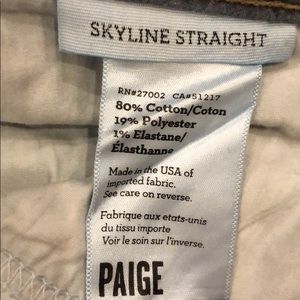 SKYLINE STRAIGHT
RN#27002 CA#51217
80% Cotton/Coton
19% Polyester
1% Elastane/
Élasthanne
Made in the USA of
imported fabric.
See care on reverse.
Fabrique aux etats-unis
du tissu importe
Voir le soin sur l'inverse.
PAIGE